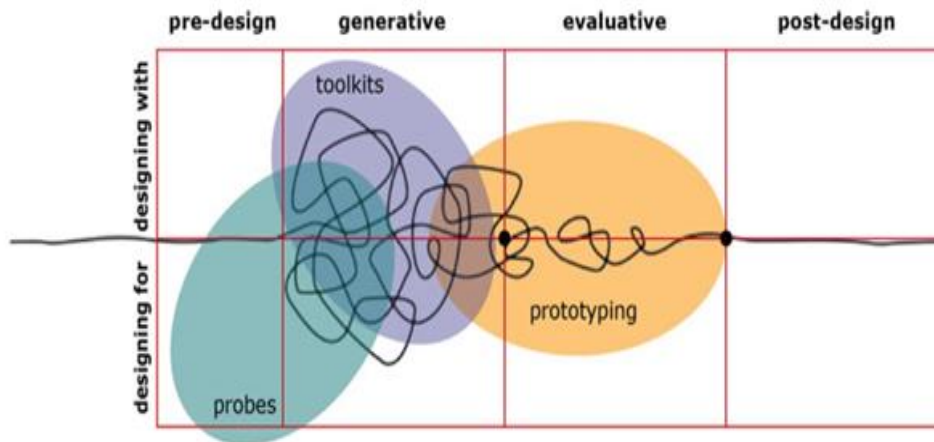 pre-design generative evaluative post-design
designing with
toolkits
designing for
prototyping
probes